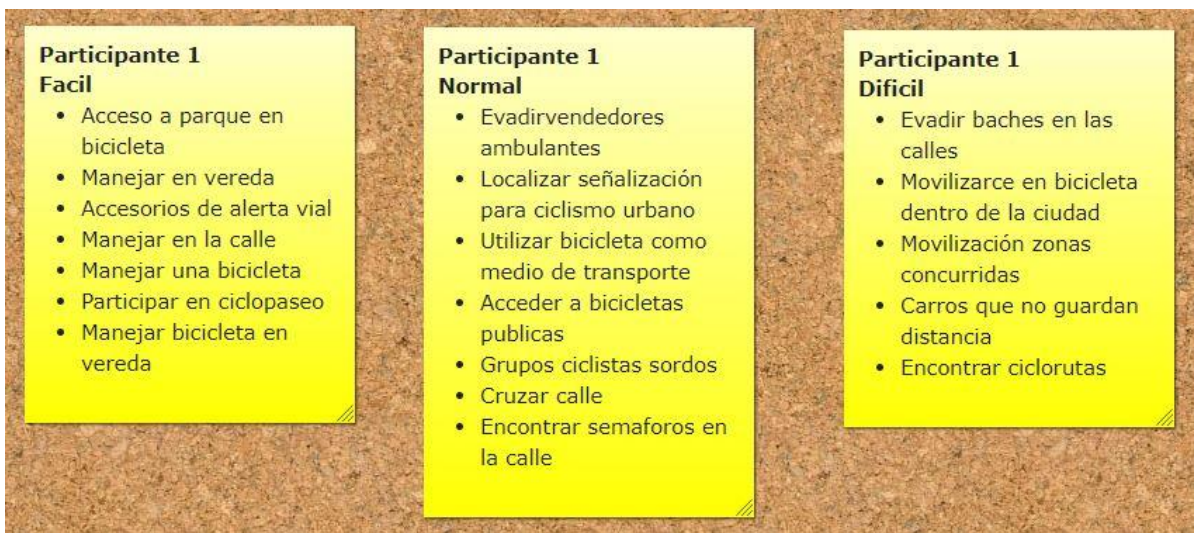 Participante 1
Facil
• Acceso a parque en
bicicleta
• Manejar en vereda
• Accesorios de alerta vial
• Manejar en la calle
• Manejar una bicicleta
• Participar en ciclopaseo
• Manejar bicicleta en
vereda
Participante 1
Normal
• Evadirvendedores
ambulantes
• Localizar señalización
para ciclismo urbano
• Utilizar bicicleta como
medio de transporte
• Acceder a bicicletas
publicas
• Grupos ciclistas sordos
• Cruzar calle
• Encontrar semaforos en
la calle
Participante 1
Dificil
• Evadir baches en las
calles
• Movilizarce en bicicleta
dentro de la ciudad
• Movilización zonas
concurridas
• Carros que no guardan
distancia
• Encontrar ciclorutas